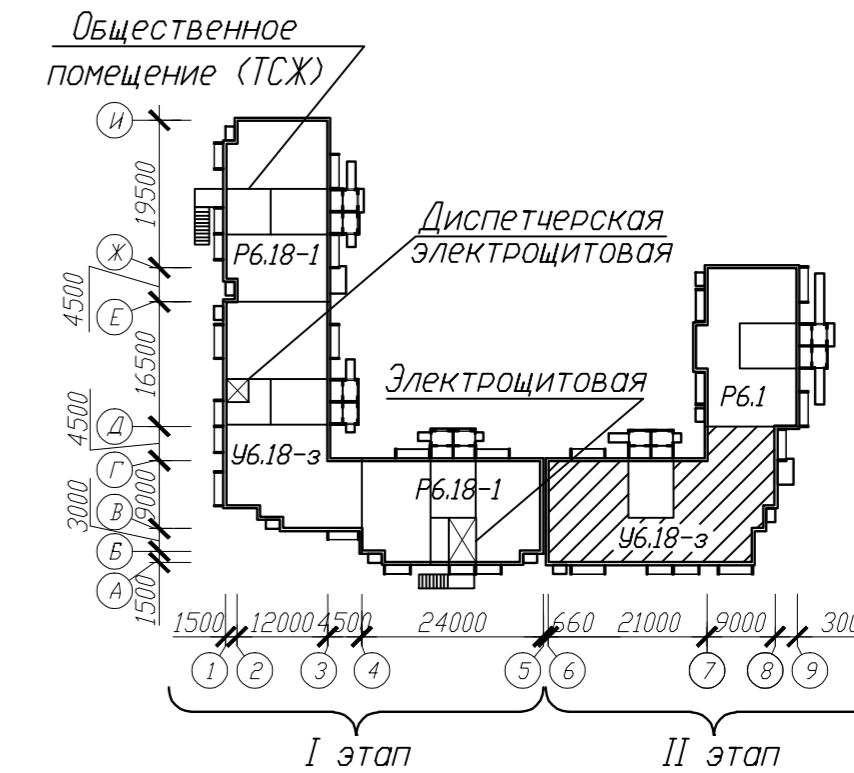 Общественное
помещение (ТСЖ)
И
19500
Ж
4500
Е
16500
Д
4500
Г
9000
В
3000
Б
А
1500
Р6.18-1
Диспетчерская
электрощитовая
Электрощитовая
У6.18-з
Р6.18-1
Р6.1
У6.18-з
1500 12000 4500 24000 660 21000 9000 300
1 2 3 4 5 6 7 8 9
I этап
II этап